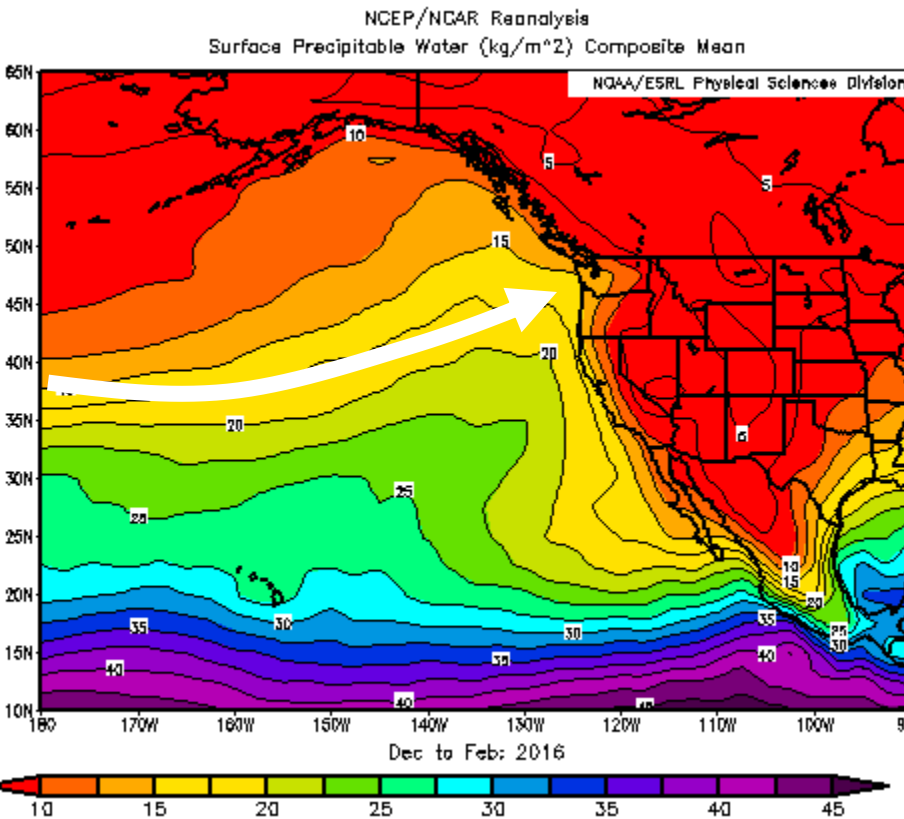 NCEP/NCAR Reanalysis
Surface Precipitable Water (kg/m^2) Composite Mean
NOAA/ESRL Physical Sciences Division
65N
60N
55N
50N
45N
40N
35N
30N
25N
20N
15N
10N
10
5
5
15
20
20
25
25
10
15
20
25
30
30
30
35
35
35
40
40
40
180 170W 160W 150W 140W 130W 120W 110W 100W
Dec to Feb: 2016
10 15 20 25 30 35 40 45